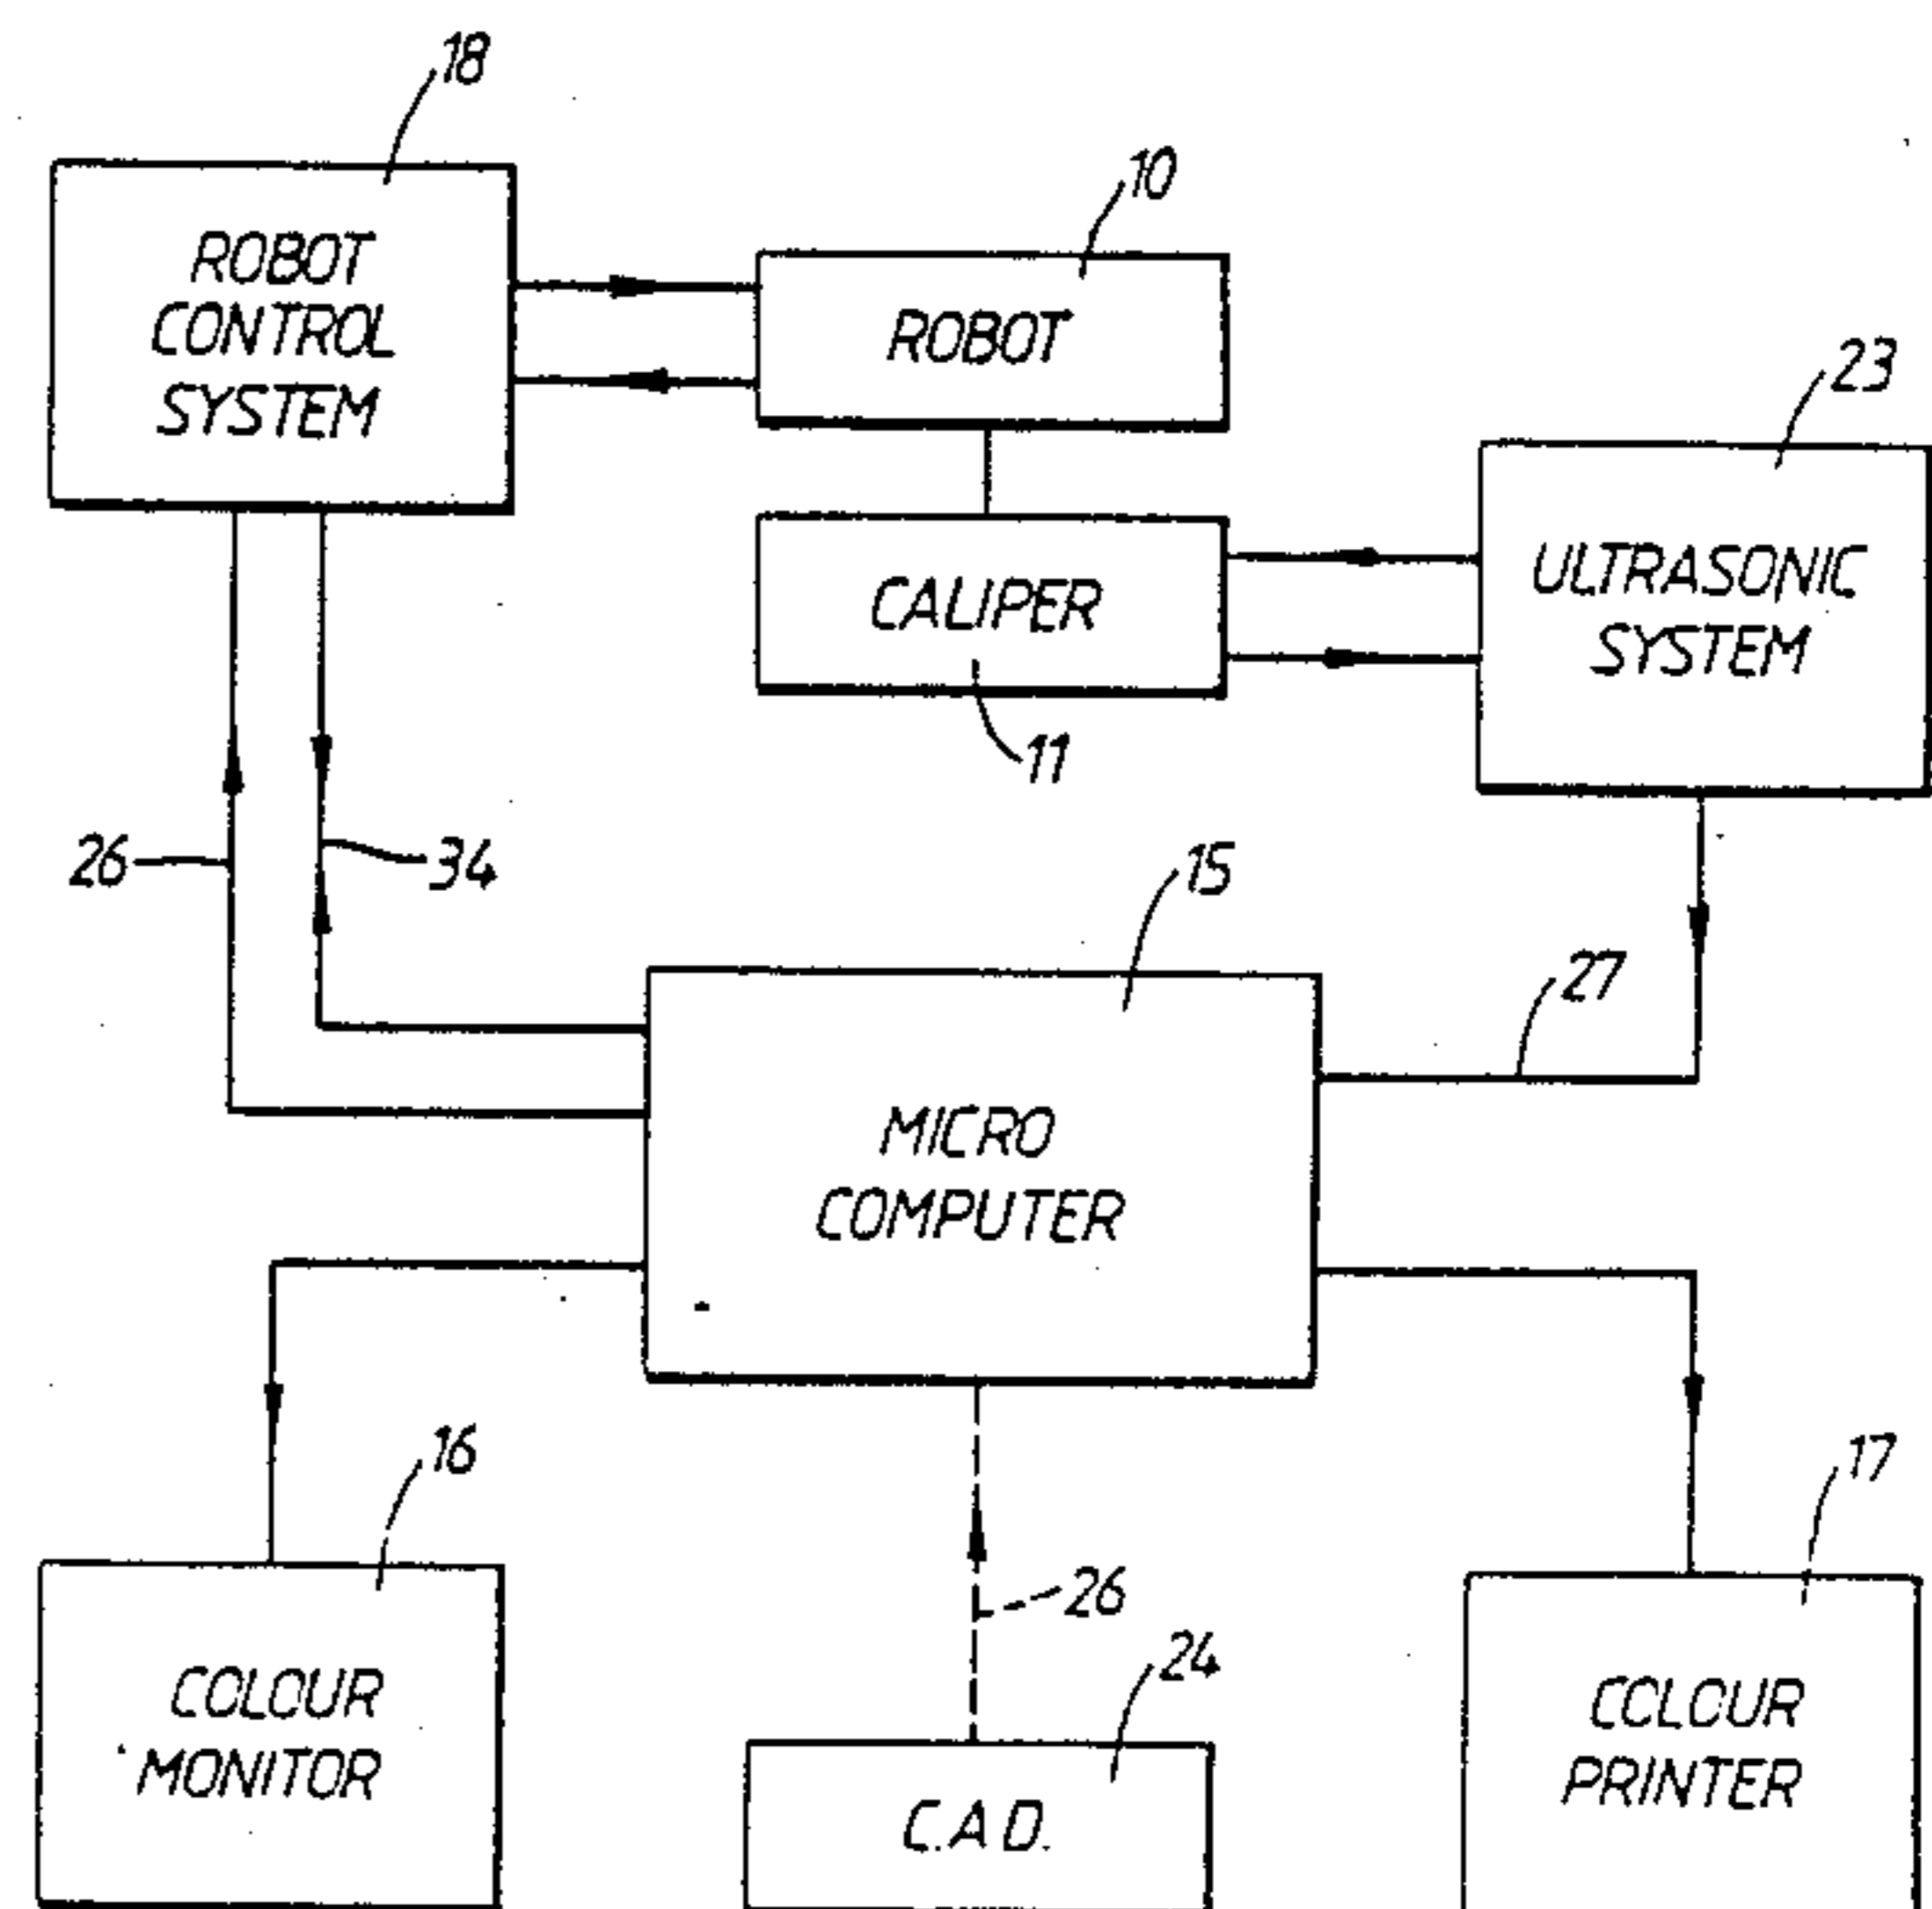 18
ROBOT
CONTROL
SYSTEM
10
ROBOT
23
ULTRASONIC
SYSTEM
CALIPER
11
26
34
15
27
MICRO
COMPUTER
16
17
26
24
COLOUR
MONITOR
C.A.D.
COLOUR
PRINTER